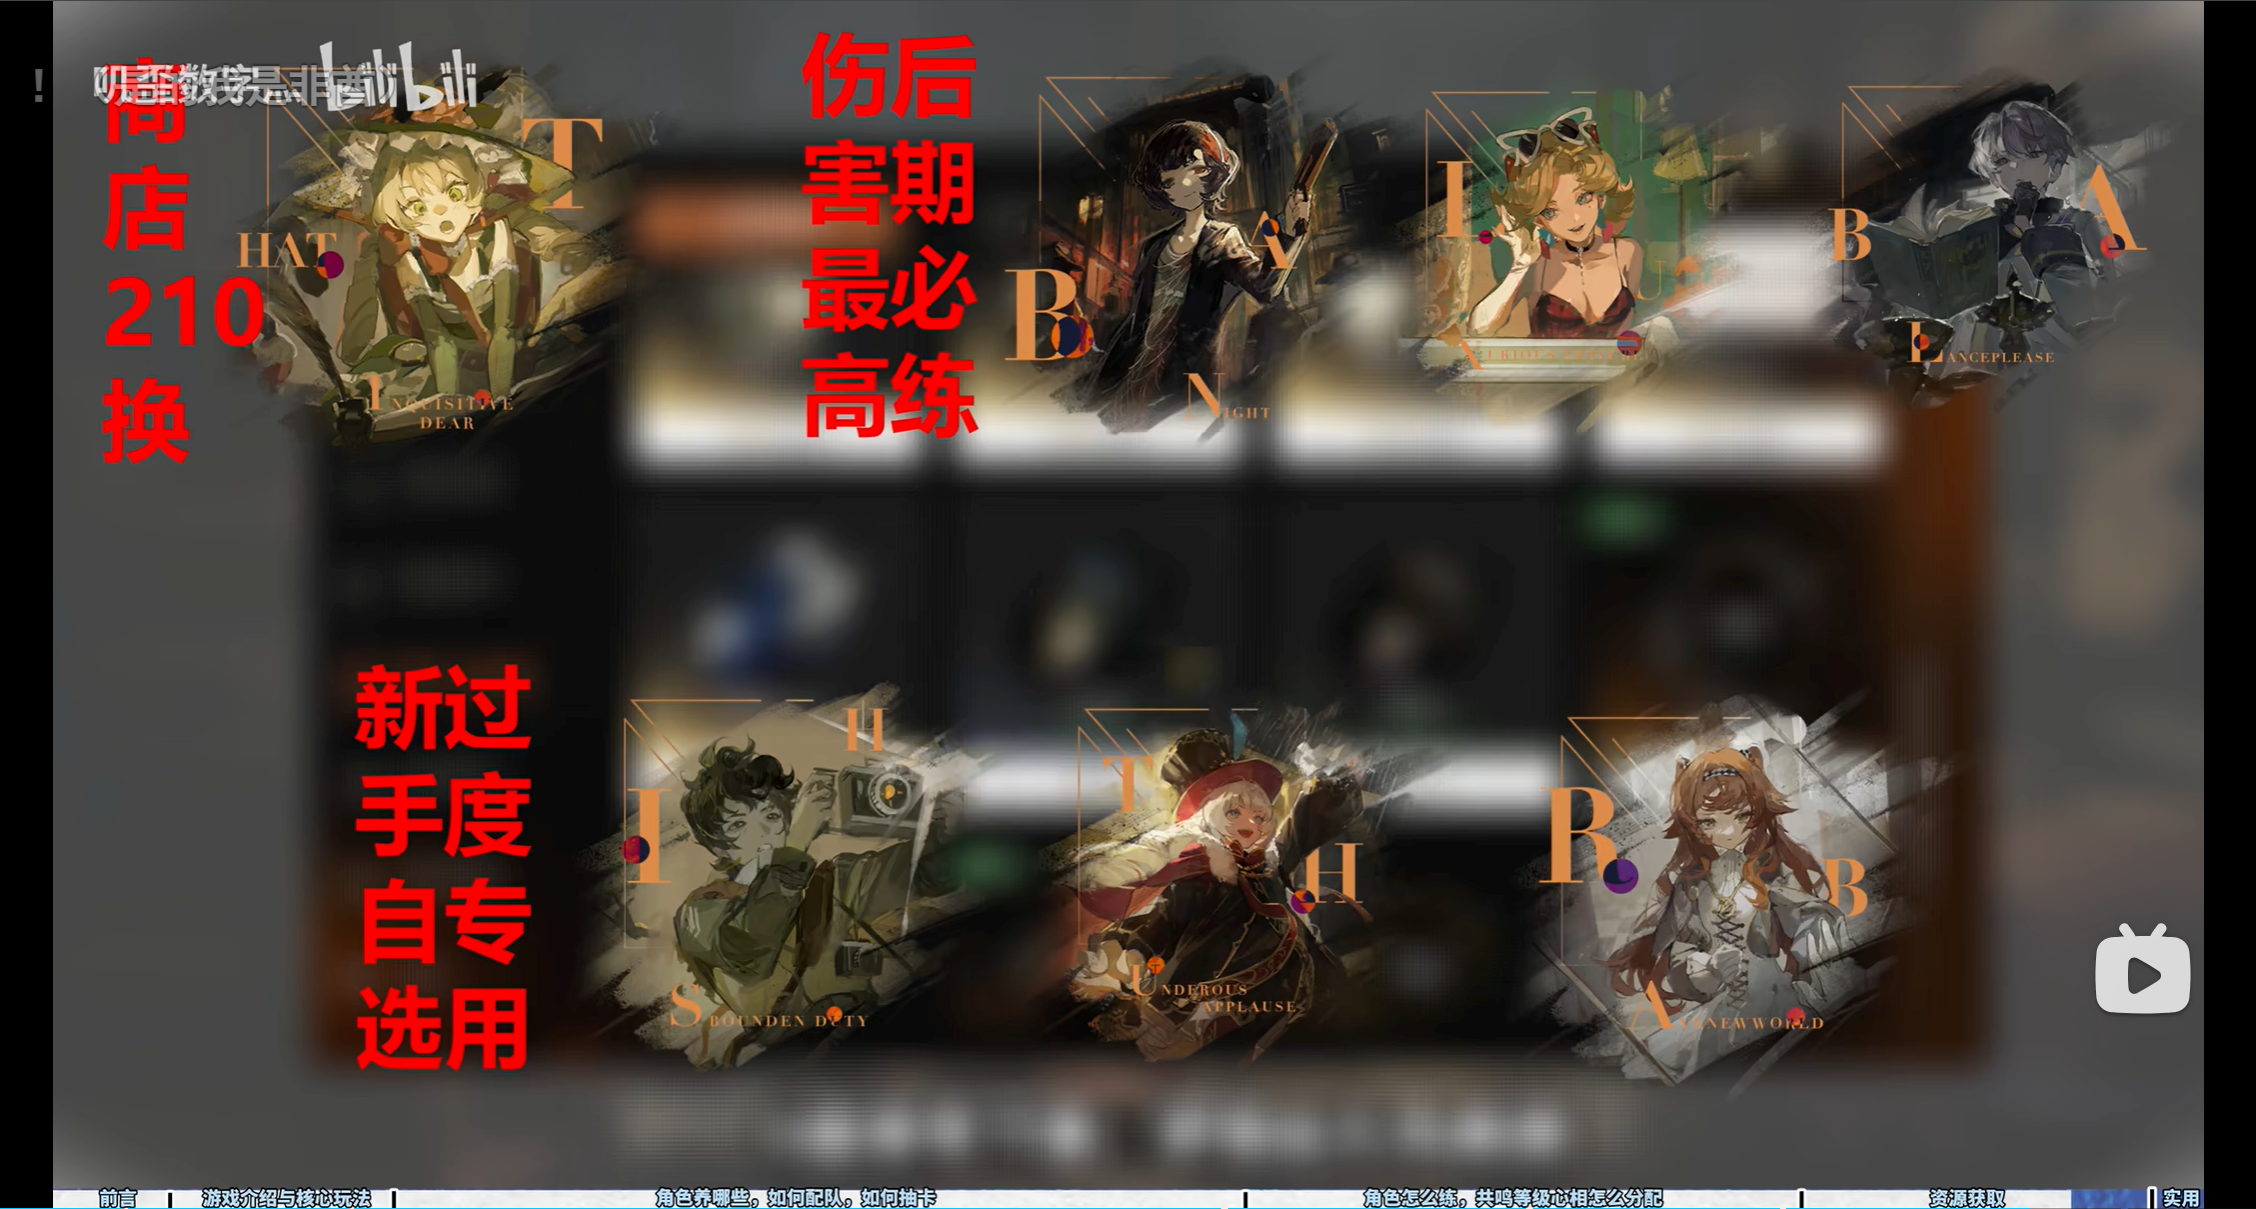 bilibili
商店210换
HAT
T
INQUISITIVE
DEAR
后期必练
伤害最高
B
A
NIGHT
B
A
LANCEPLEASE
新手自选
过度专用
H
I
S BOUNDEN DUTY
T
H
UNDEROUS
APPLAUSE
R
B
A
NEWWORLD
前言
游戏介绍与核心玩法
角色养哪些，如何配队，如何抽卡
角色怎么练，共鸣等级心相怎么分配
资源获取
实用